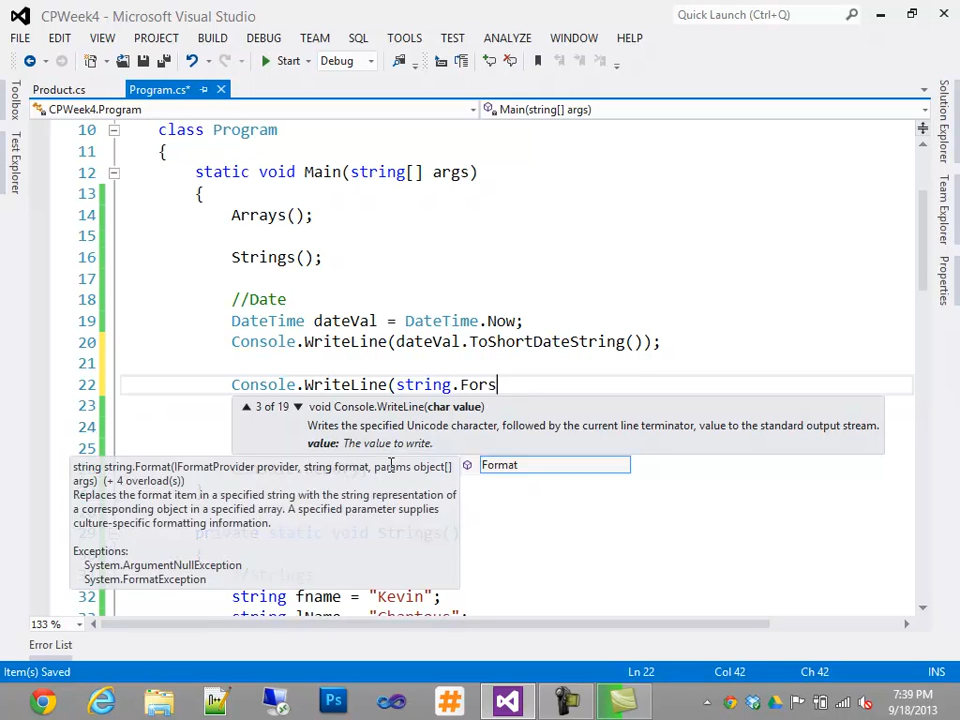 CPWeek4 - Microsoft Visual Studio
Quick Launch (Ctrl+Q)
FILE EDIT VIEW PROJECT BUILD DEBUG TEAM SQL TOOLS TEST ANALYZE WINDOW HELP
Start Debug
Product.cs Program.cs*
CPWeek4.Program Main(string[] args)
Toolbox
Test Explorer
Solution Explorer
Team Explorer
Properties
10 class Program
11 {
12 static void Main(string[] args)
13 {
14 Arrays();
15
16 Strings();
17
18 //Date
19 DateTime dateVal = DateTime.Now;
20 Console.WriteLine(dateVal.ToShortDateString());
21
22 Console.WriteLine(string.Fors
23 3 of 19 void Console.WriteLine(char value)
24 Writes the specified Unicode character, followed by the current line terminator, value to the standard output stream.
25 value: The value to write.
Format
string string.Format(IFormatProvider provider, string format, params object[]
args) (+ 4 overload(s))
Replaces the format item in a specified string with the string representation
of a corresponding object in a specified array. A specified parameter supplies
culture-specific formatting information.
private static void Strings()
Exceptions:
System.ArgumentNullException
//strings
System.FormatException
32 string fname = "Kevin";
string lName = "Chantous";
133 %
Error List
Item(s) Saved Ln 22 Col 42 Ch 42 INS
N++
Ps
#
7:39 PM
9/18/2013